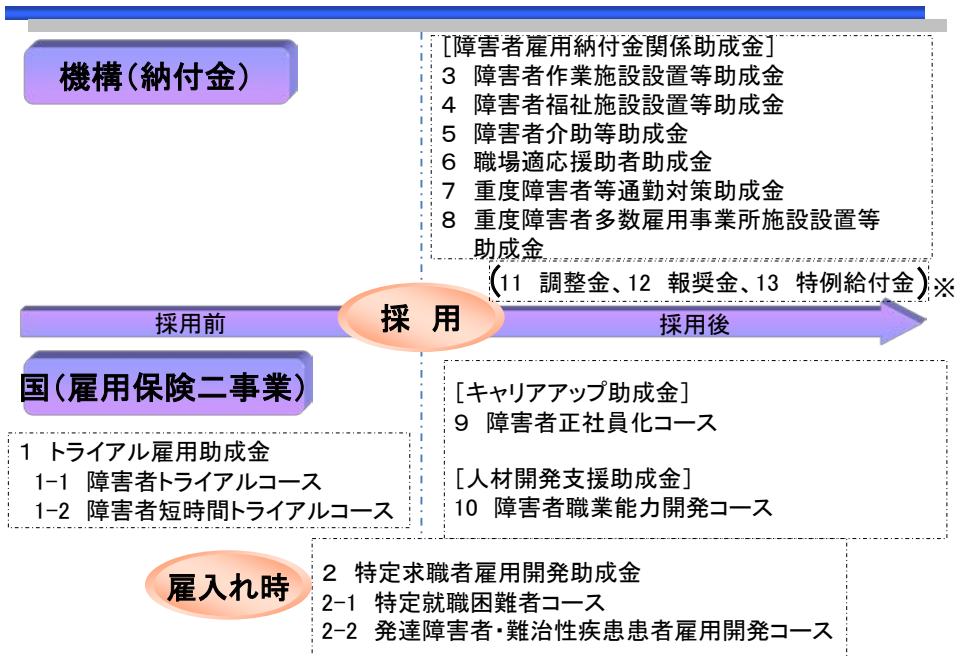 機構(納付金)
[障害者雇用納付金関係助成金]
3 障害者作業施設設置等助成金
4 障害者福祉施設設置等助成金
5 障害者介助等助成金
6 職場適応援助者助成金
7 重度障害者等通勤対策助成金
8 重度障害者多数雇用事業所施設設置等
助成金
(11 調整金、12 報奨金、13 特例給付金)※
採用前
採 用
採用後
国(雇用保険二事業)
1 トライアル雇用助成金
1-1 障害者トライアルコース
1-2 障害者短時間トライアルコース
[キャリアアップ助成金]
9 障害者正社員化コース
[人材開発支援助成金]
10 障害者職業能力開発コース
雇入れ時
2 特定求職者雇用開発助成金
2-1 特定就職困難者コース
2-2 発達障害者・難治性疾患患者雇用開発コース